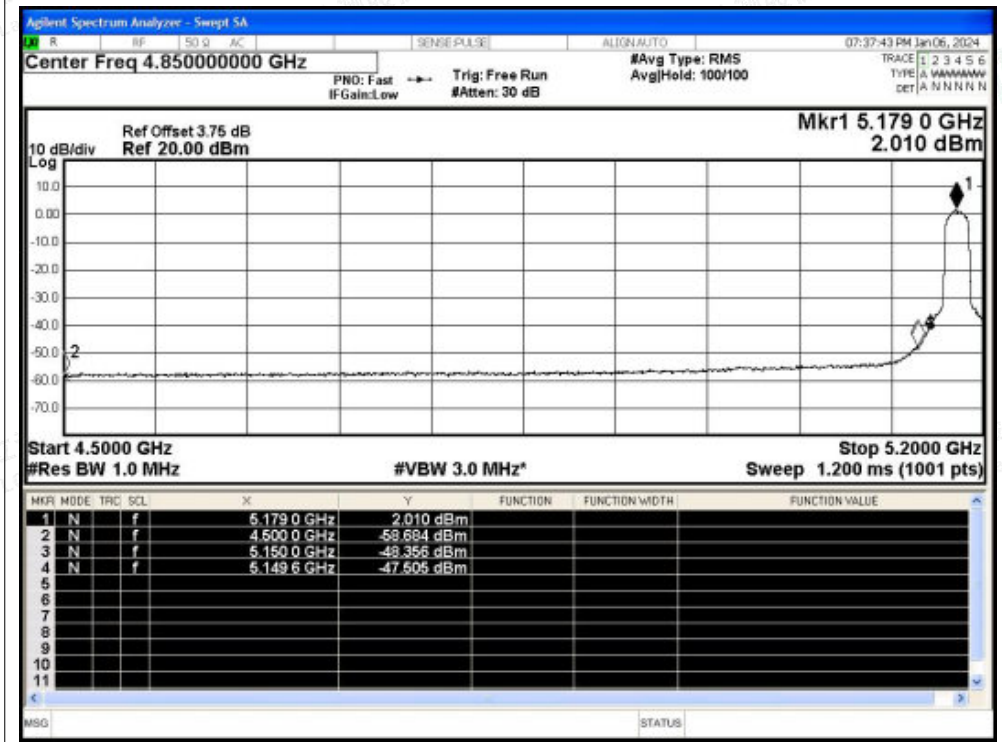 Agilent Spectrum Analyzer - Swept SA
R RF 50 Ω AC SENSE:PULSE ALIGN AUTO 07:37:43 PM Jan 06, 2024
Center Freq 4.850000000 GHz
#Avg Type: RMS
TRACE 1 2 3 4 5 6
PNO: Fast Trig: Free Run
Avg|Hold: 100/100
TYPE A WWWWW
IFGain:Low #Atten: 30 dB
DET A N N N N N
Mkr1 5.179 0 GHz
Ref Offset 3.75 dB
10 dB/div Ref 20.00 dBm
2.010 dBm
Log
10.0
1
0.00
-10.0
-20.0
-30.0
-40.0
4
-50.0
2
-60.0
-70.0
Start 4.5000 GHz Stop 5.2000 GHz
#Res BW 1.0 MHz #VBW 3.0 MHz* Sweep 1.200 ms (1001 pts)
MKR MODE TRC SCL X Y FUNCTION FUNCTION WIDTH FUNCTION VALUE
1 N f 5.179 0 GHz 2.010 dBm
2 N f 4.500 0 GHz -58.684 dBm
3 N f 5.150 0 GHz -48.356 dBm
4 N f 5.149 6 GHz -47.505 dBm
5
6
7
8
9
10
11
MSG STATUS